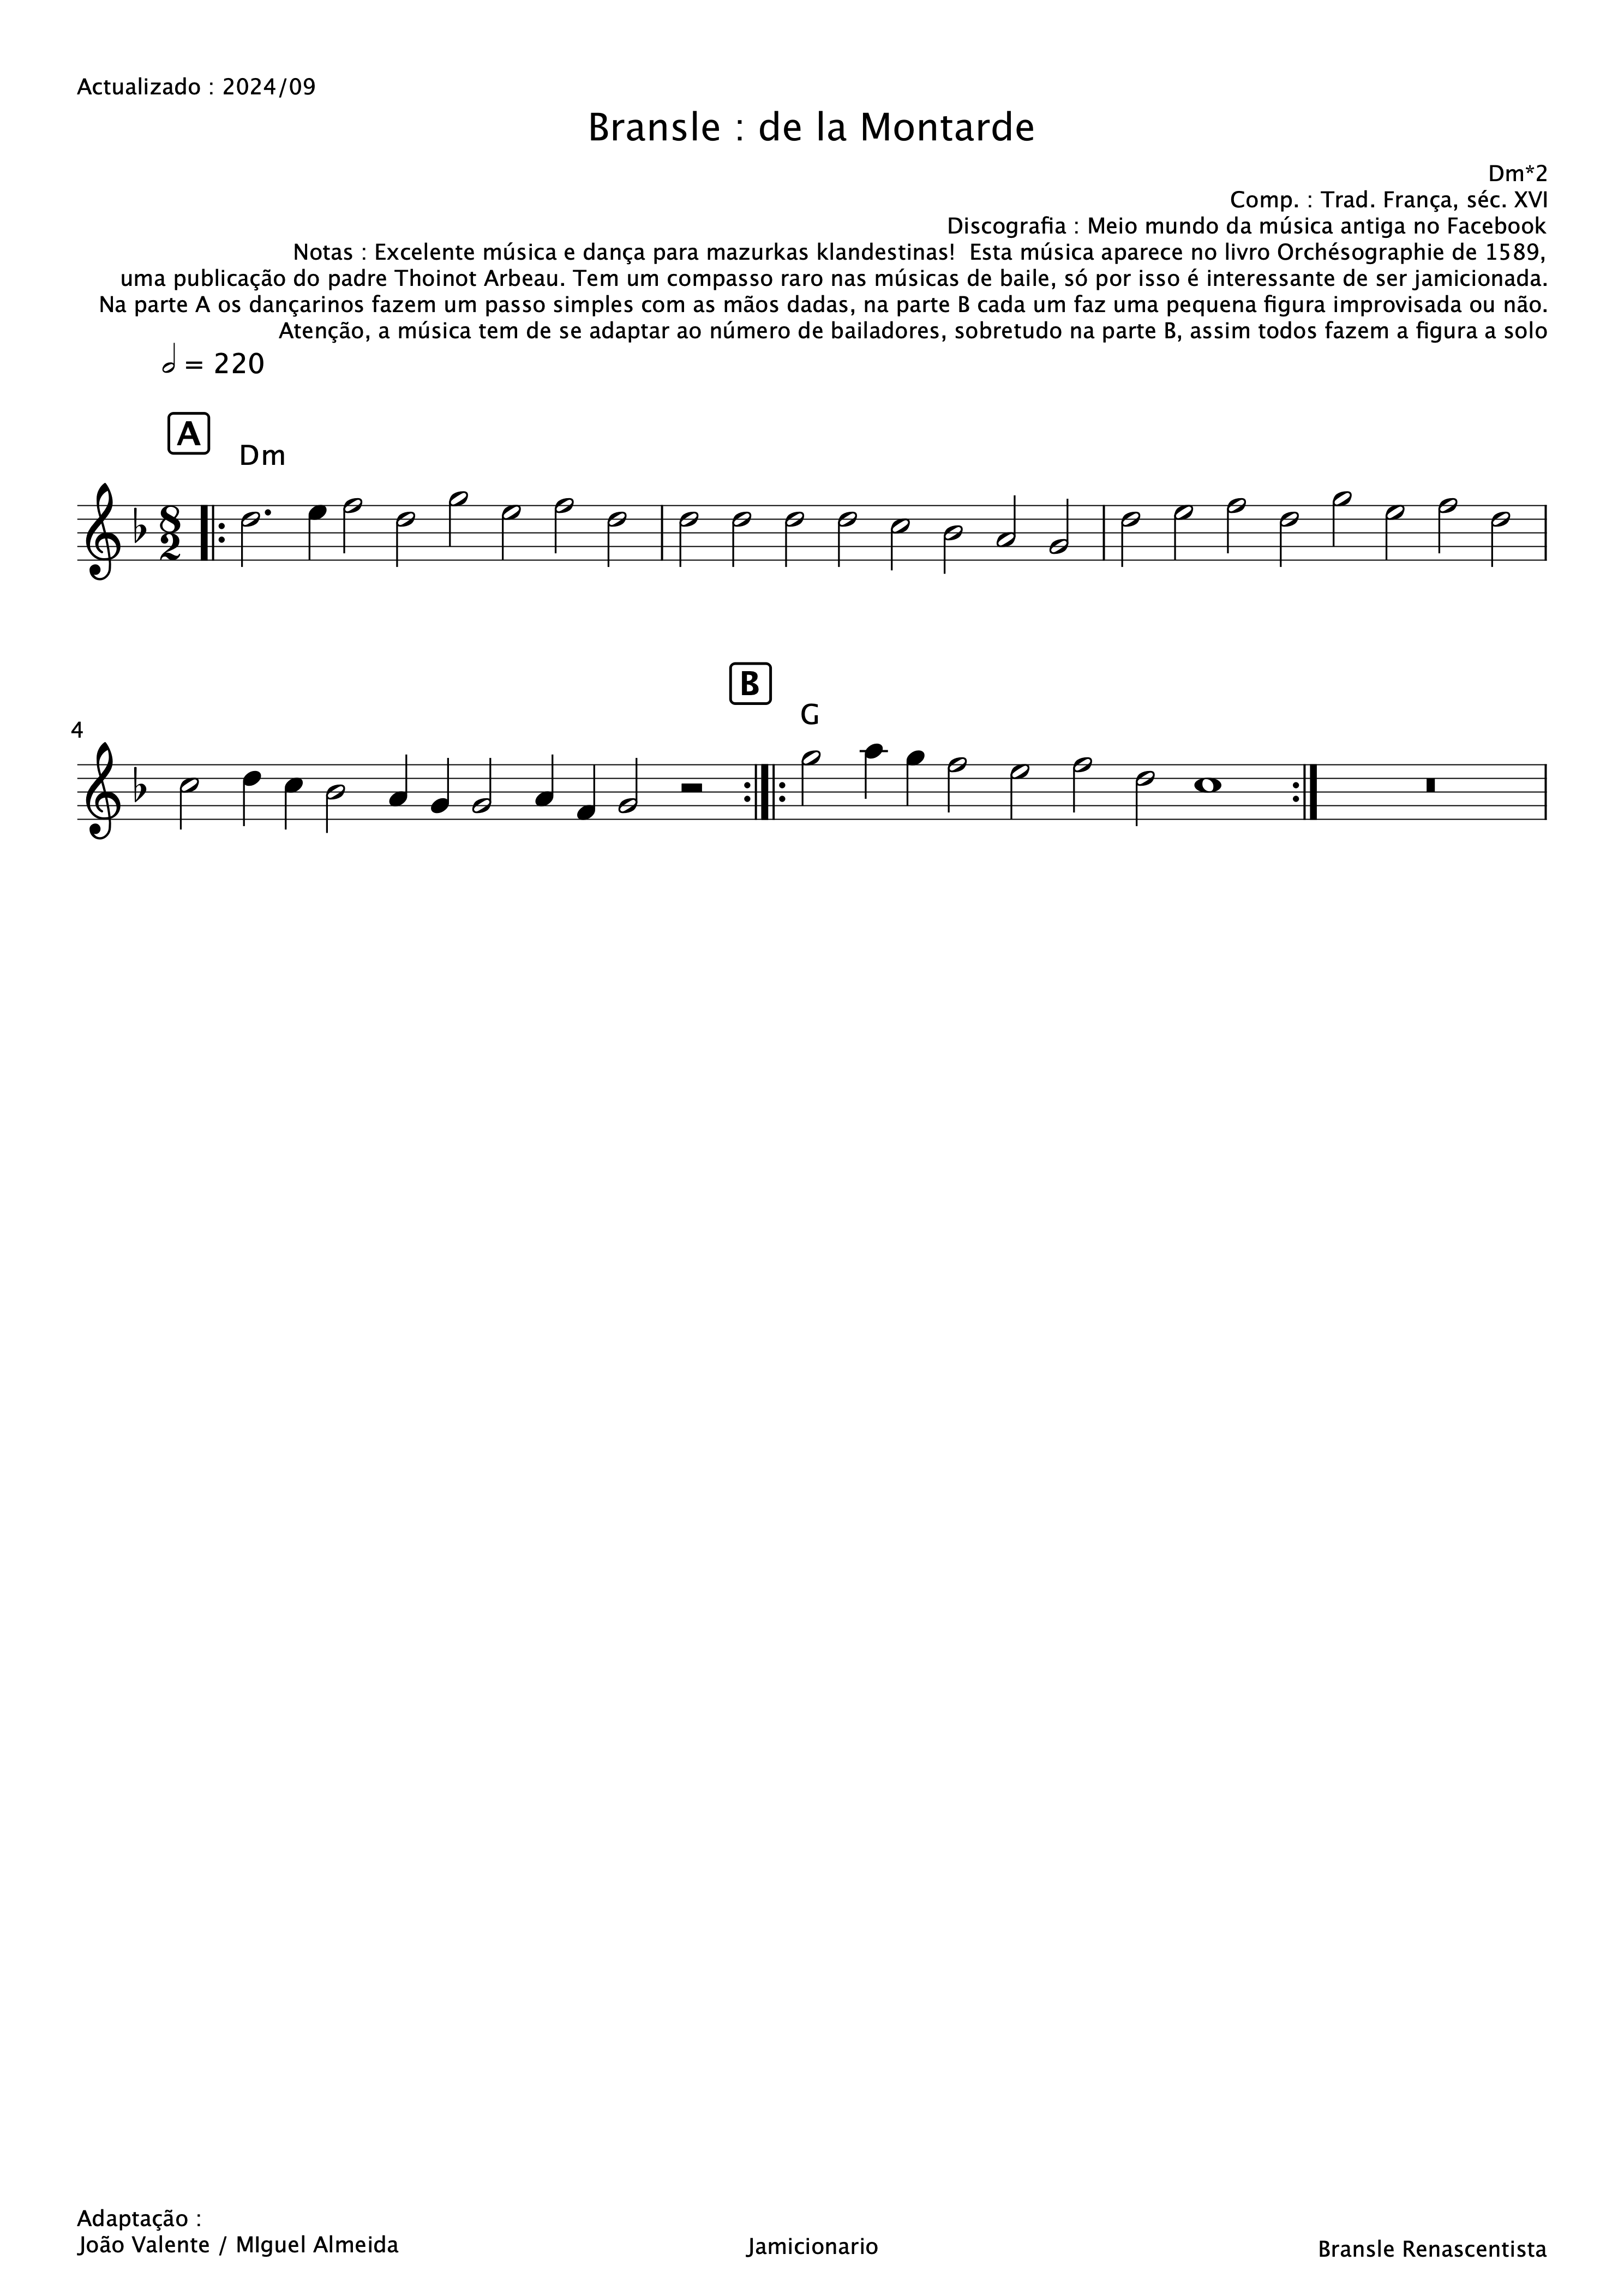 Actualizado : 2024/09
Bransle : de la Montarde
Dm*2
Comp. : Trad. França, séc. XVI
Discografia : Meio mundo da música antiga no Facebook
Notas : Excelente música e dança para mazurkas klandestinas!  Esta música aparece no livro Orchésographie de 1589,
uma publicação do padre Thoinot Arbeau. Tem um compasso raro nas músicas de baile, só por isso é interessante de ser jamicionada.
Na parte A os dançarinos fazem um passo simples com as mãos dadas, na parte B cada um faz uma pequena figura improvisada ou não.
Atenção, a música tem de se adaptar ao número de bailadores, sobretudo na parte B, assim todos fazem a figura a solo
= 220
A
Dm
8
2
B
4
G
Adaptação :
João Valente / MIguel Almeida
Jamicionario
Bransle Renascentista